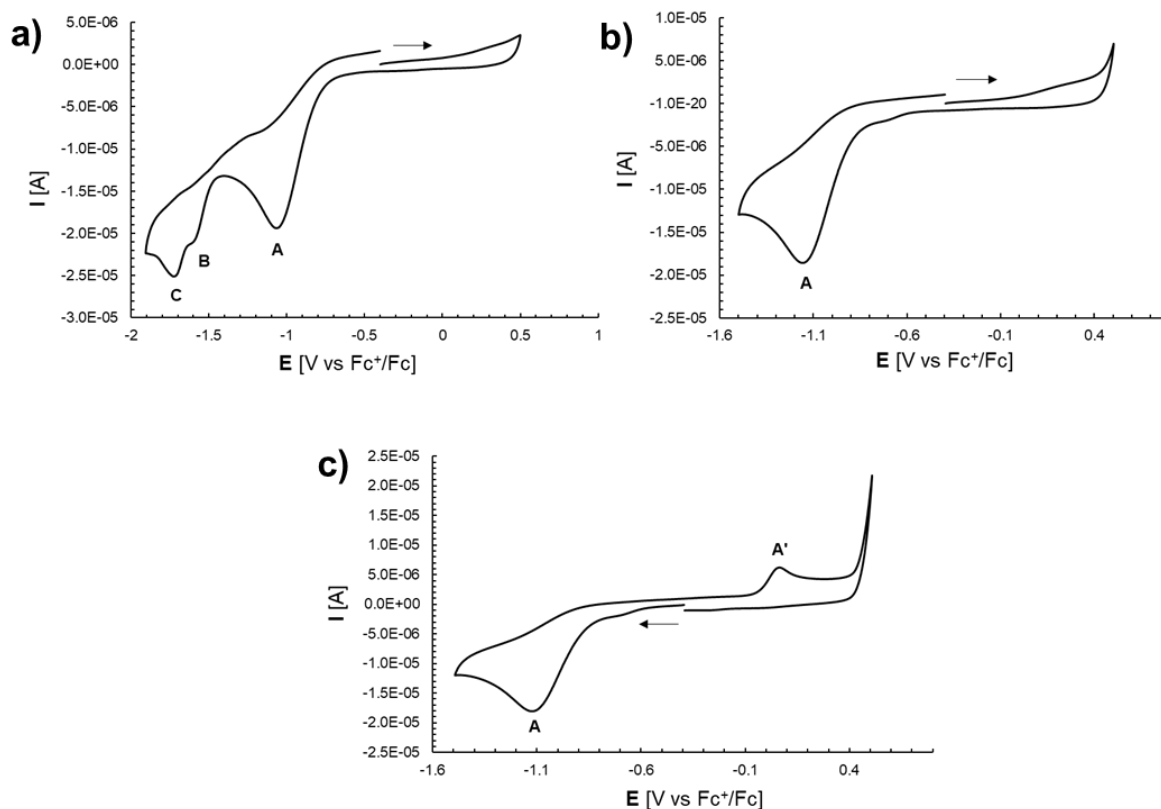 a)
5.0E-06
0.0E+00
-5.0E-06
-1.0E-05
-1.5E-05
-2.0E-05
-2.5E-05
-3.0E-05
I [A]
A
B
C
-2
-1.5
-1
-0.5
0
0.5
1
E [V vs Fc⁺/Fc]
b)
1.0E-05
5.0E-06
-1.0E-20
-5.0E-06
-1.0E-05
-1.5E-05
-2.0E-05
-2.5E-05
I [A]
A
-1.6
-1.1
-0.6
-0.1
0.4
E [V vs Fc⁺/Fc]
c)
2.5E-05
2.0E-05
1.5E-05
1.0E-05
5.0E-06
0.0E+00
-5.0E-06
-1.0E-05
-1.5E-05
-2.0E-05
-2.5E-05
I [A]
A'
A
-1.6
-1.1
-0.6
-0.1
0.4
E [V vs Fc⁺/Fc]